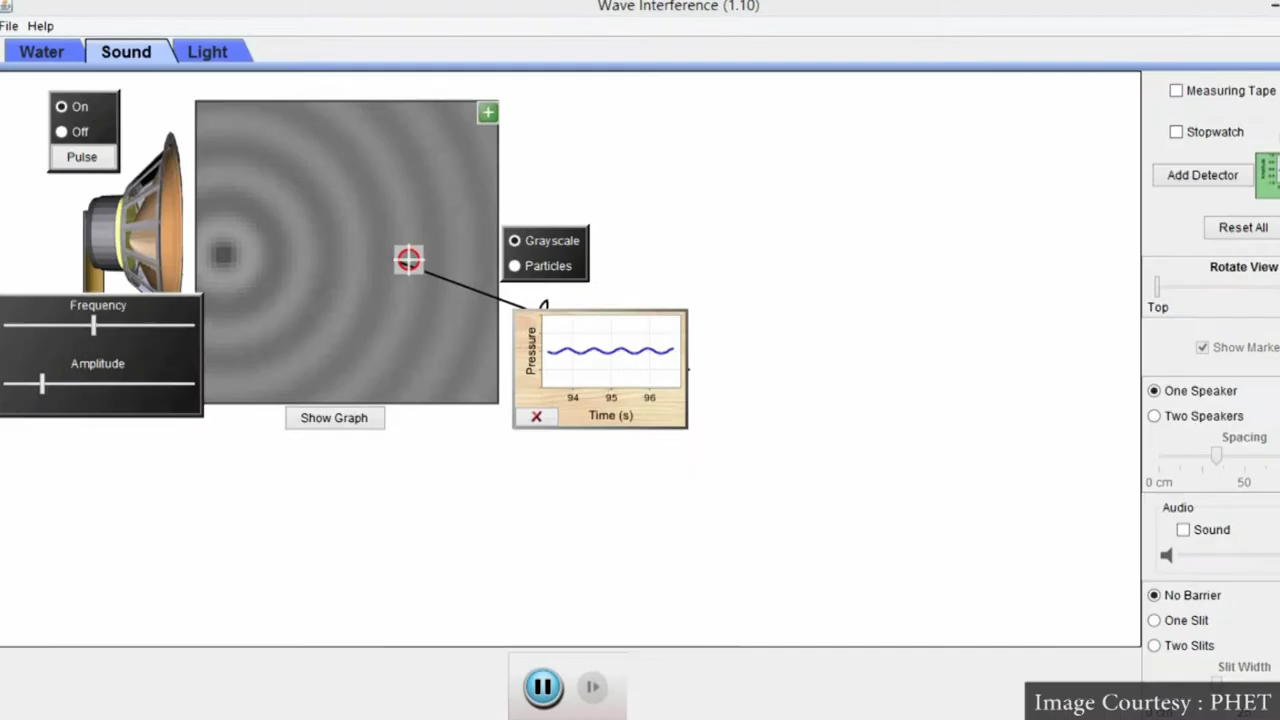 Wave Interference (1.10)
File Help
Water Sound Light
On
Off
Pulse
Grayscale
Particles
Frequency
Amplitude
Pressure
94 95 96
Time (s)
Show Graph
Measuring Tape
Stopwatch
Add Detector
Reset All
Rotate View
Top
Show Marke
One Speaker
Two Speakers
Spacing
0 cm 50
Audio
Sound
No Barrier
One Slit
Two Slits
Slit Width
Image Courtesy : PHET